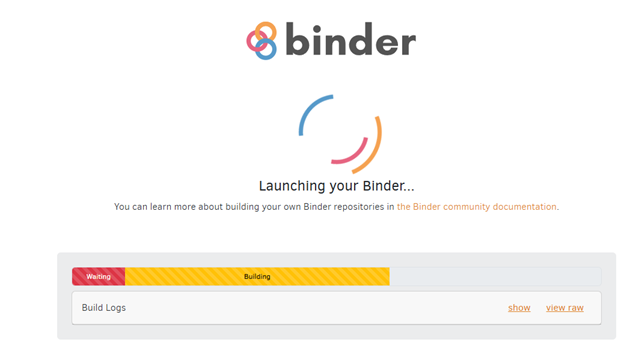 binder
Launching your Binder...
You can learn more about building your own Binder repositories in the Binder community documentation.
Waiting Building
Build Logs show view raw